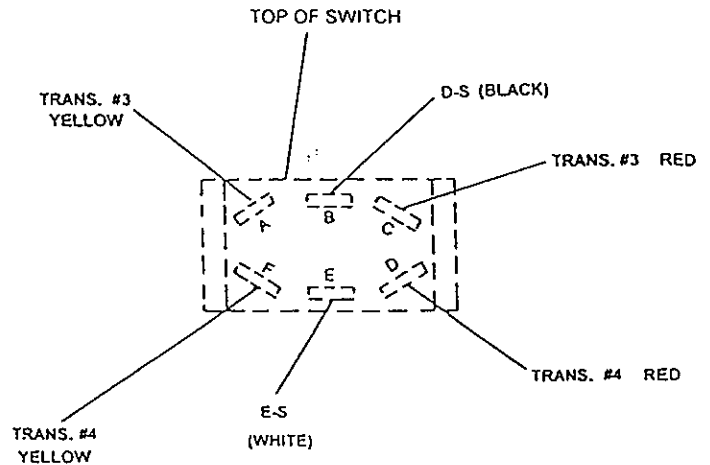 TOP OF SWITCH
TRANS. #3
YELLOW
D-S (BLACK)
TRANS. #3 RED
A
B
C
F
E
D
TRANS. #4 RED
E-S
(WHITE)
TRANS. #4
YELLOW